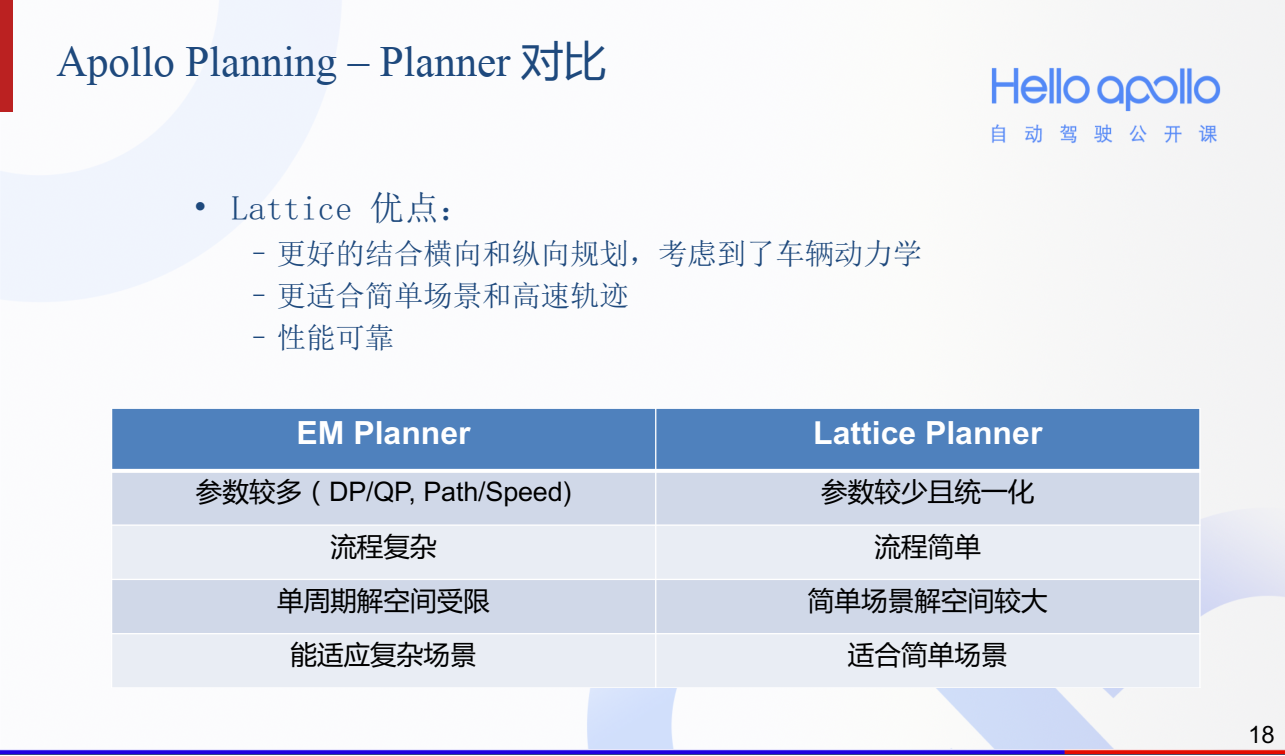 Apollo Planning – Planner 对比
Hello apollo
自动驾驶公开课
• Lattice 优点：
– 更好的结合横向和纵向规划，考虑到了车辆动力学
– 更适合简单场景和高速轨迹
– 性能可靠
EM Planner
Lattice Planner
参数较多（DP/QP, Path/Speed)
参数较少且统一化
流程复杂
流程简单
单周期解空间受限
简单场景解空间较大
能适应复杂场景
适合简单场景
18